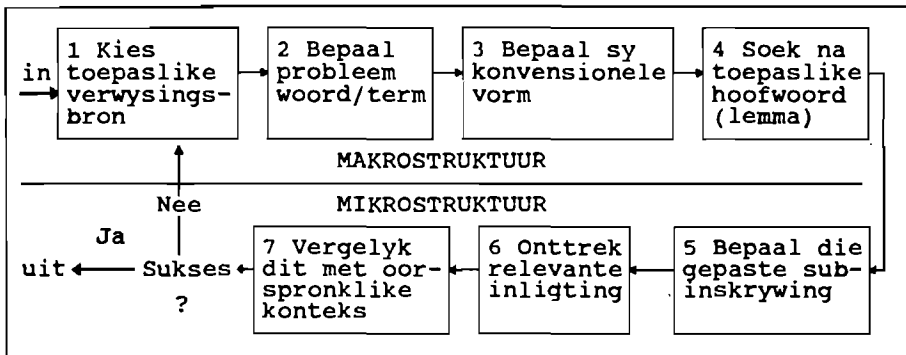 in
1 Kies
toepaslike
verwysings-
bron
2 Bepaal
probleem
woord/term
3 Bepaal sy
konvensionele
vorm
4 Soek na
toepaslike
hoofwoord
(lemma)
MAKROSTRUKTUUR
MIKROSTRUKTUUR
5 Bepaal die
gepaste sub-
inskrywing
6 Onttrek
relevante
inligting
7 Vergelyk
dit met oor-
spronklike
konteks
Nee
Ja
Sukses
?
uit